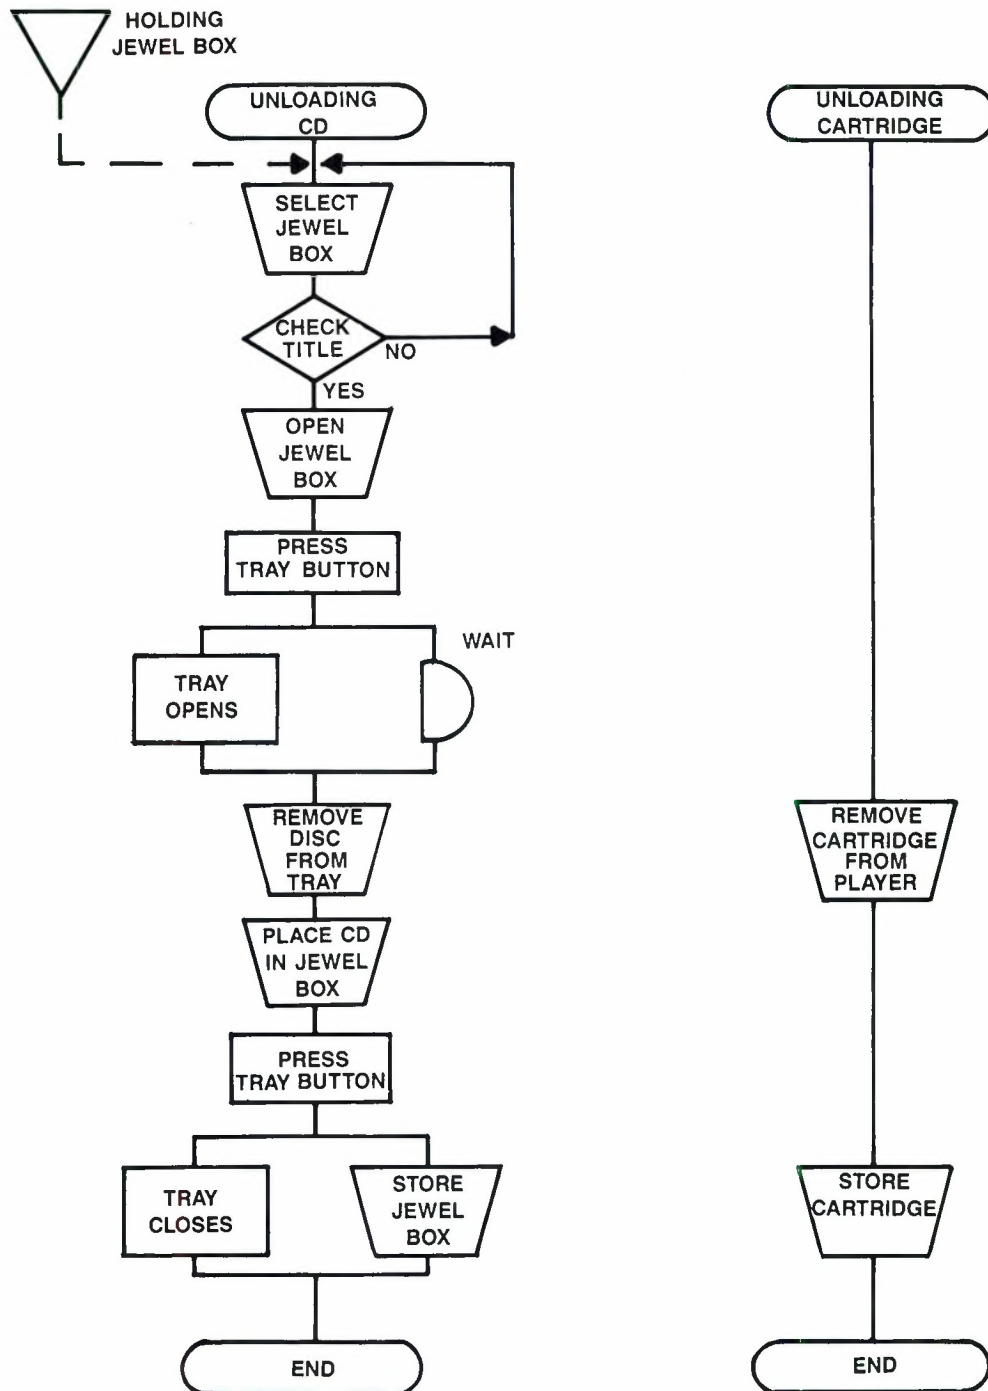 HOLDING
JEWEL BOX
UNLOADING
CD
SELECT
JEWEL
BOX
CHECK
TITLE
NO
YES
OPEN
JEWEL
BOX
PRESS
TRAY BUTTON
TRAY
OPENS
WAIT
REMOVE
DISC
FROM
TRAY
PLACE CD
IN JEWEL
BOX
PRESS
TRAY BUTTON
TRAY
CLOSES
STORE
JEWEL
BOX
END
UNLOADING
CARTRIDGE
REMOVE
CARTRIDGE
FROM
PLAYER
STORE
CARTRIDGE
END